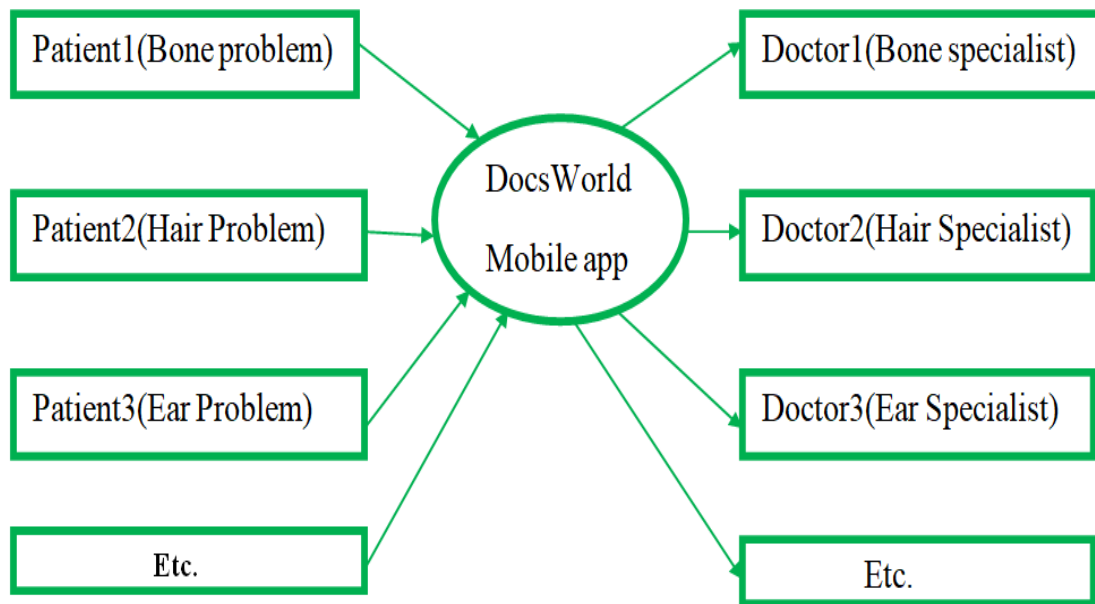 Patient1(Bone problem)
Doctor1(Bone specialist)
DocsWorld
Mobile app
Patient2(Hair Problem)
Doctor2(Hair Specialist)
Patient3(Ear Problem)
Doctor3(Ear Specialist)
Etc.
Etc.